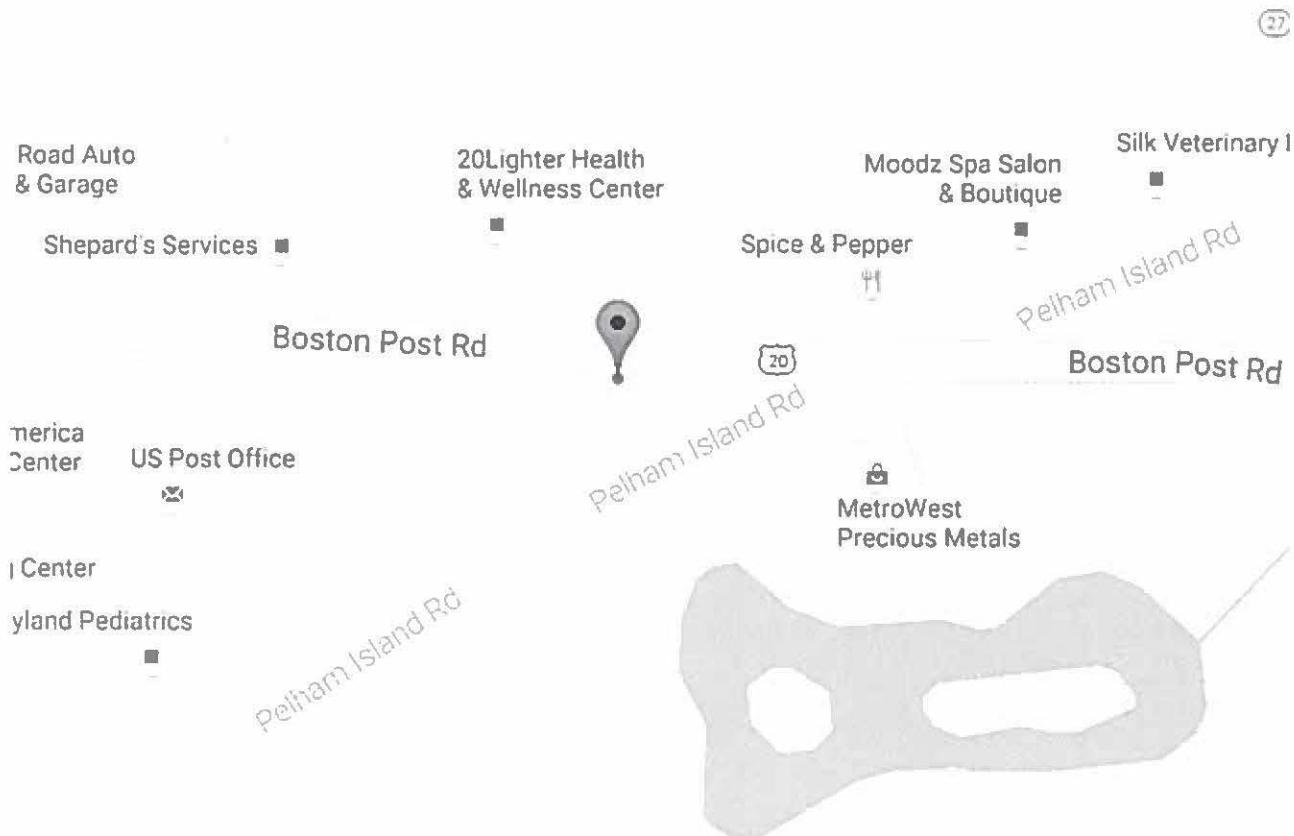 27
Road Auto
& Garage
20Lighter Health
& Wellness Center
Moodz Spa Salon
& Boutique
Silk Veterinary
Shepard's Services
Spice & Pepper
Pelham Island Rd
Boston Post Rd
20
Boston Post Rd
Pelham Island Rd
merica
Center
US Post Office
MetroWest
Precious Metals
Center
yland Pediatrics
Pelham Island Rd